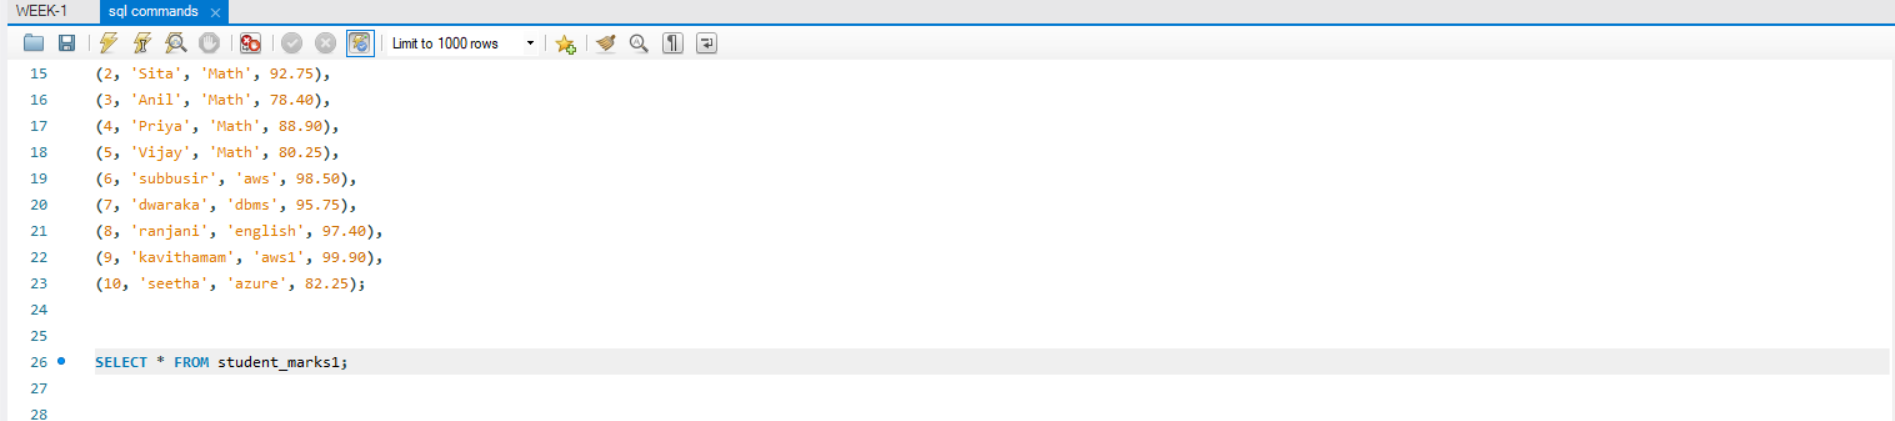 WEEK-1 sql commands ×
Limit to 1000 rows
15 (2, 'Sita', 'Math', 92.75),
16 (3, 'Anil', 'Math', 78.40),
17 (4, 'Priya', 'Math', 88.90),
18 (5, 'Vijay', 'Math', 80.25),
19 (6, 'subbusir', 'aws', 98.50),
20 (7, 'dwaraka', 'dbms', 95.75),
21 (8, 'ranjani', 'english', 97.40),
22 (9, 'kavithamam', 'aws1', 99.90),
23 (10, 'seetha', 'azure', 82.25);
24
25
26 SELECT * FROM student_marks1;
27
28